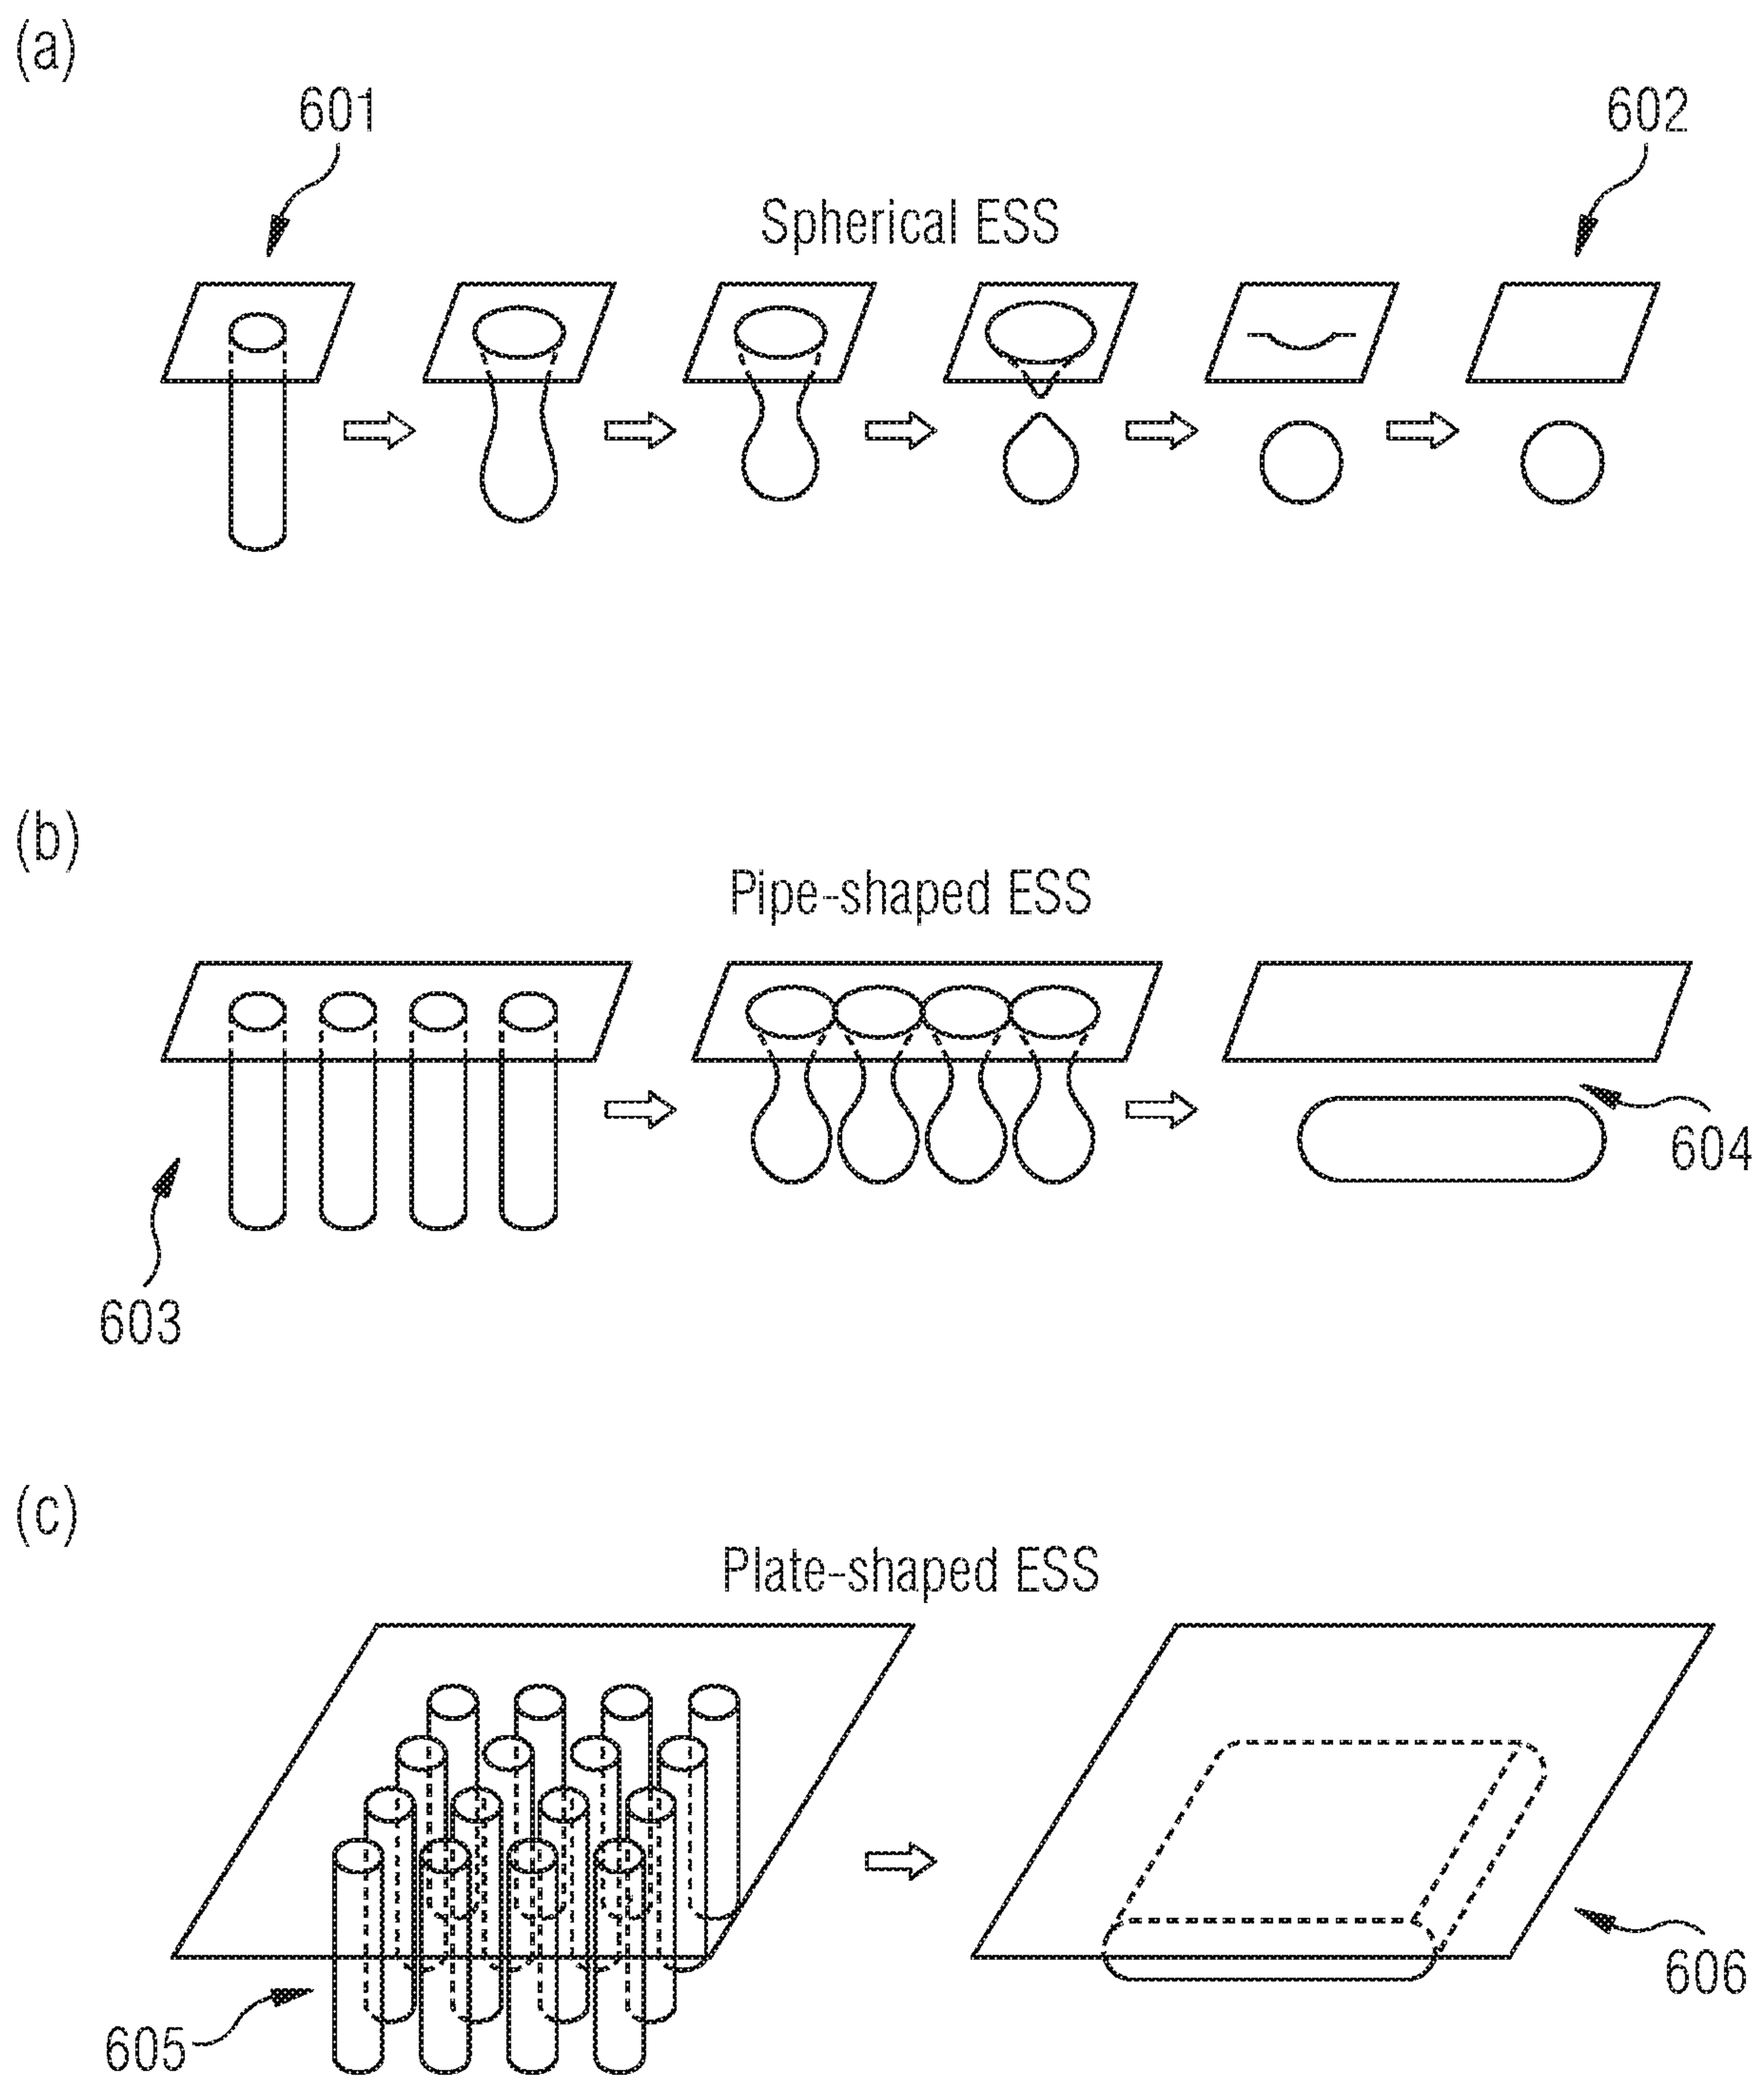 (a)
601
602
Spherical ESS
(b)
Pipe-shaped ESS
604
603
(c)
Plate-shaped ESS
606
605